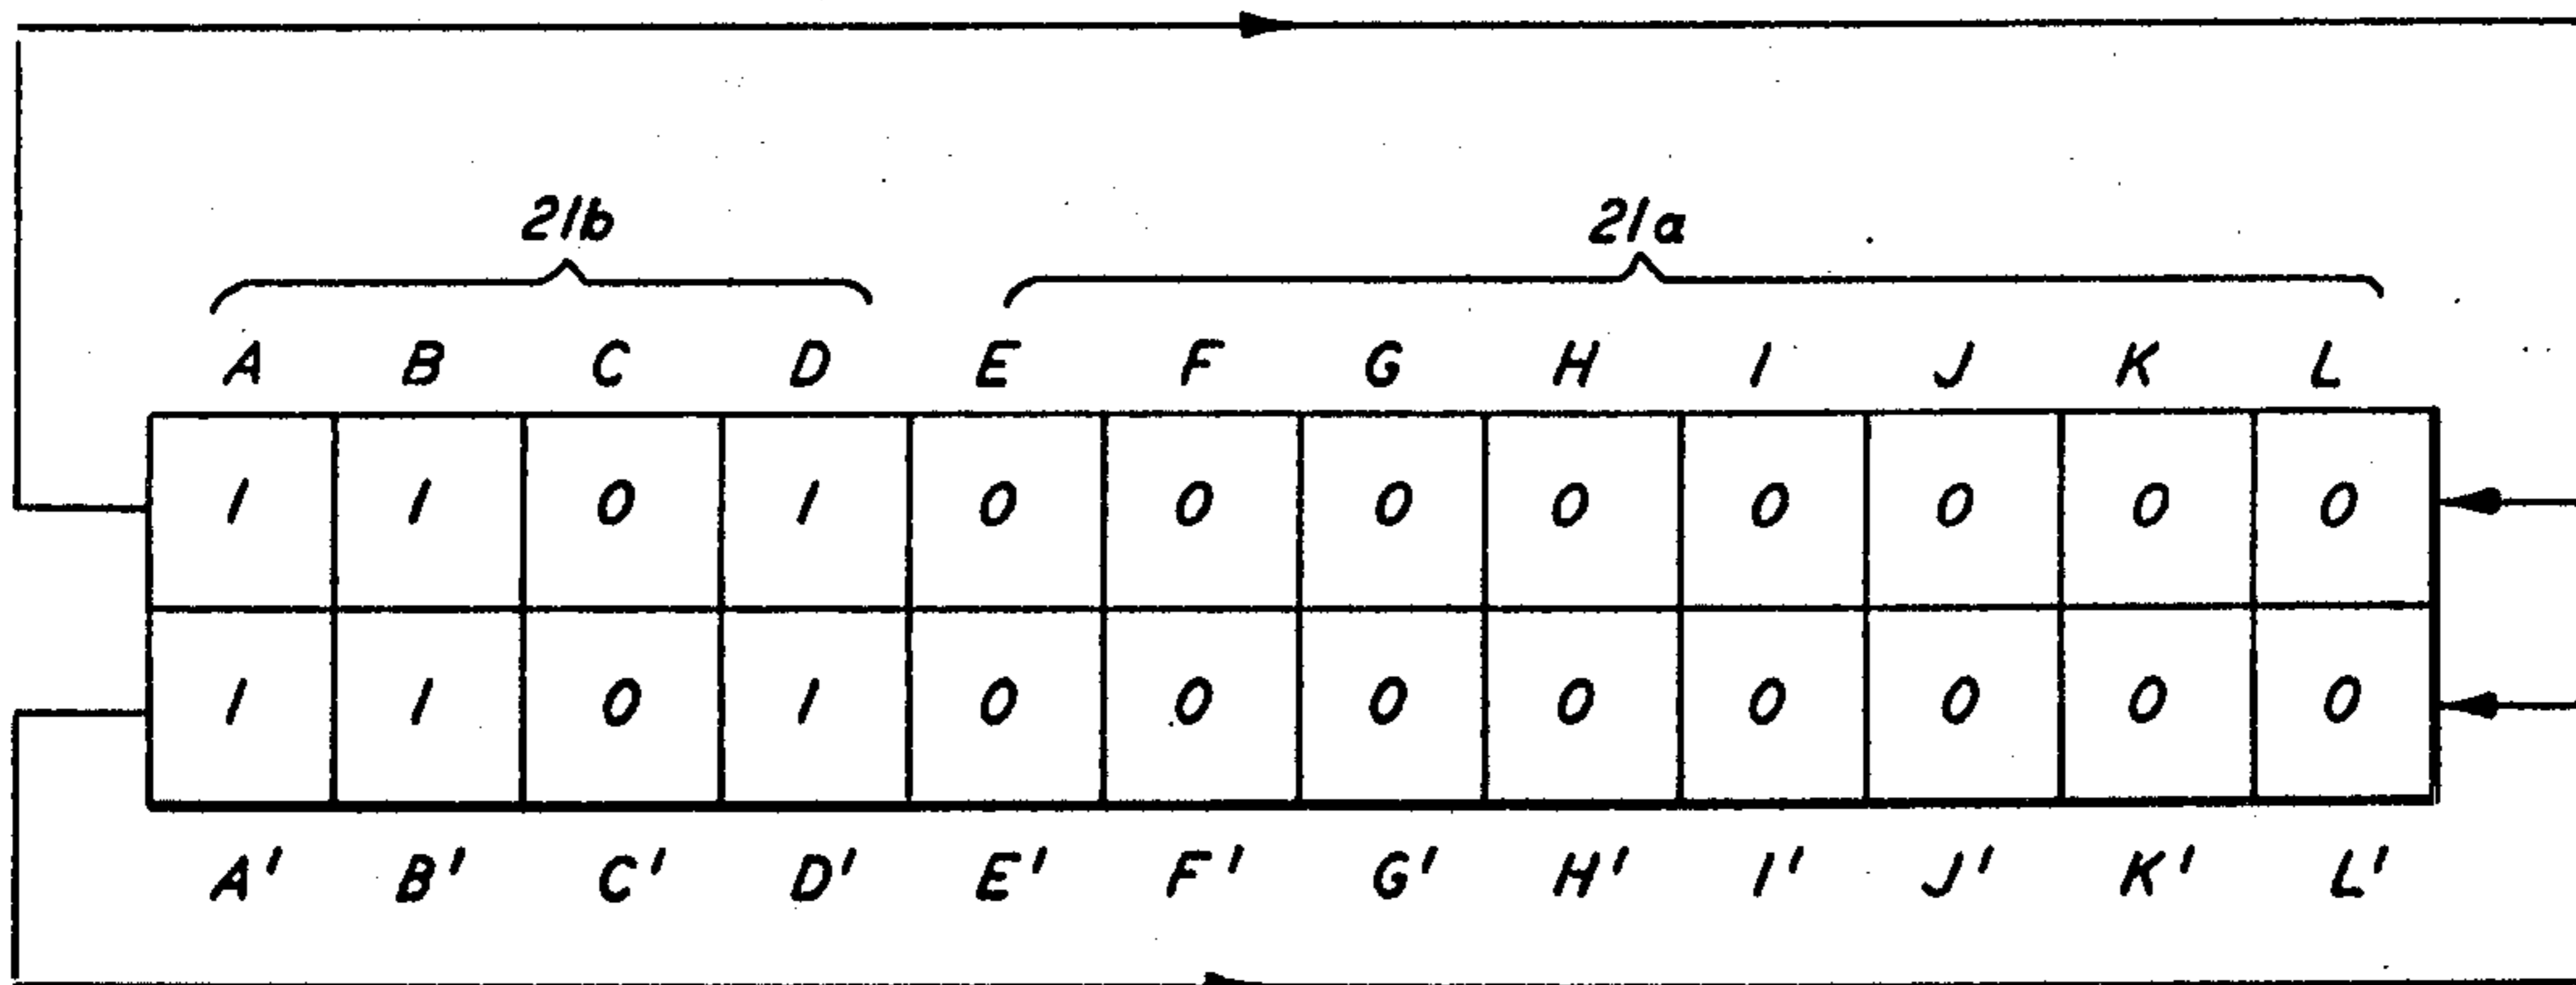 21b 21a
A B C D E F G H I J K L
1 1 0 1 0 0 0 0 0 0 0 0
1 1 0 1 0 0 0 0 0 0 0 0
A' B' C' D' E' F' G' H' I' J' K' L'